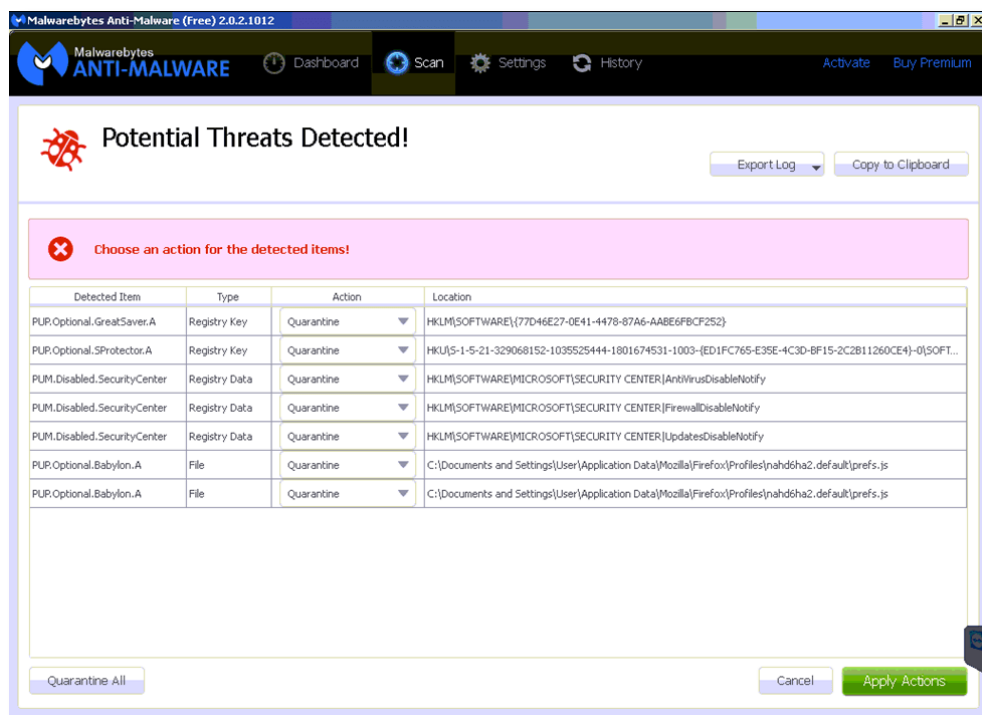 Malwarebytes Anti-Malware (Free) 2.0.2.1012
Malwarebytes
ANTI-MALWARE
Dashboard
Scan
Settings
History
Activate
Buy Premium
Potential Threats Detected!
Export Log
Copy to Clipboard
Choose an action for the detected items!
Detected Item Type Action Location
PUP.Optional.GreatSaver.A Registry Key Quarantine HKLM\SOFTWARE\{77D46E27-0E41-4478-87A6-AABE6FBCF252}
PUP.Optional.SProtector.A Registry Key Quarantine HKU\S-1-5-21-329068152-1035525444-1801674531-1003-{ED1FC765-E35E-4C3D-BF15-2C2B11260CE4}-0\SOFT...
PUM.Disabled.SecurityCenter Registry Data Quarantine HKLM\SOFTWARE\MICROSOFT\SECURITY CENTER|AntiVirusDisableNotify
PUM.Disabled.SecurityCenter Registry Data Quarantine HKLM\SOFTWARE\MICROSOFT\SECURITY CENTER|FirewallDisableNotify
PUM.Disabled.SecurityCenter Registry Data Quarantine HKLM\SOFTWARE\MICROSOFT\SECURITY CENTER|UpdatesDisableNotify
PUP.Optional.Babylon.A File Quarantine C:\Documents and Settings\User\Application Data\Mozilla\Firefox\Profiles\nahd6ha2.default\prefs.js
PUP.Optional.Babylon.A File Quarantine C:\Documents and Settings\User\Application Data\Mozilla\Firefox\Profiles\nahd6ha2.default\prefs.js
Quarantine All
Cancel
Apply Actions